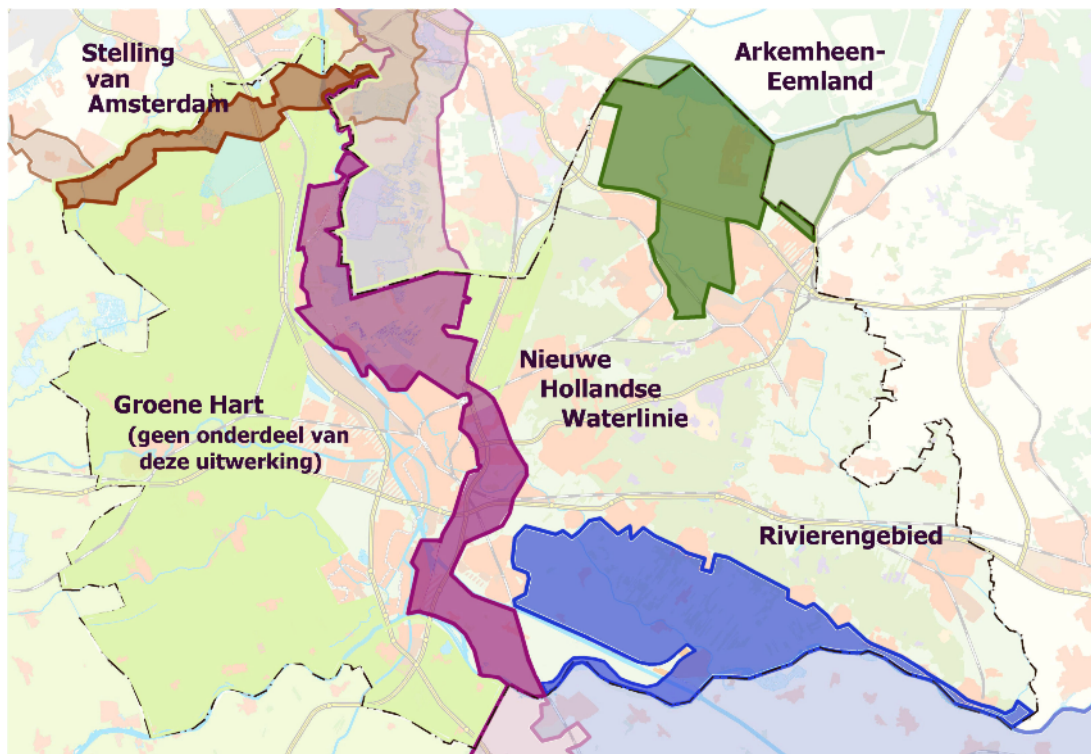 Stelling
van
Amsterdam
Arkemheen-
Eemland
Nieuwe
Hollandse
Waterlinie
Groene Hart
(geen onderdeel van
deze uitwerking)
Rivierengebied